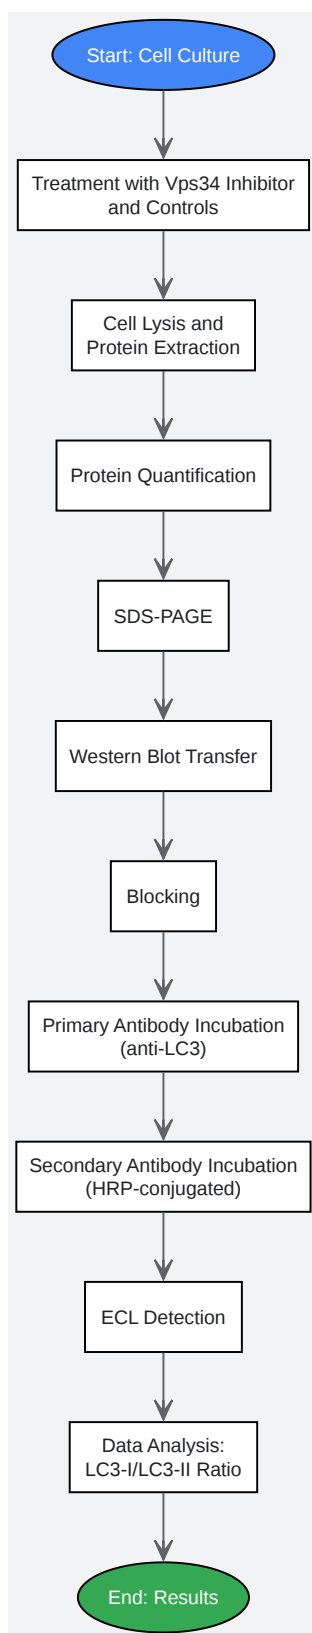 Start: Cell Culture
Treatment with Vps34 Inhibitor
and Controls
Cell Lysis and
Protein Extraction
Protein Quantification
SDS-PAGE
Western Blot Transfer
Blocking
Primary Antibody Incubation
(anti-LC3)
Secondary Antibody Incubation
(HRP-conjugated)
ECL Detection
Data Analysis:
LC3-I/LC3-II Ratio
End: Results